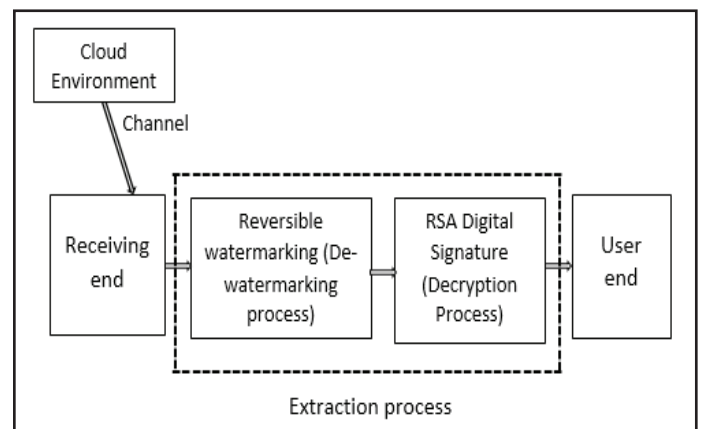 Cloud
Environment
Channel
Receiving
end
Reversible
watermarking (De-
watermarking
process)
RSA Digital
Signature
(Decryption
Process)
User
end
Extraction process